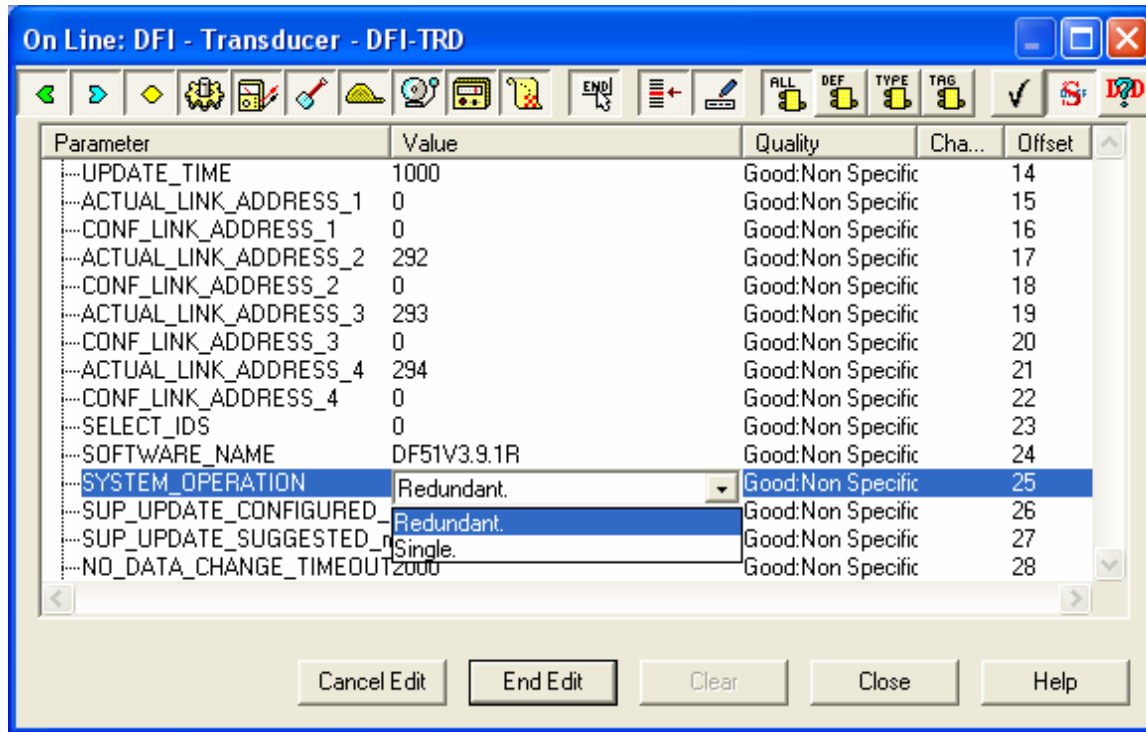 On Line: DFI - Transducer - DFI-TRD
END ALL DEF TYPE TAG S DD
Parameter Value Quality Cha... Offset
UPDATE_TIME 1000 Good:Non Specific 14
ACTUAL_LINK_ADDRESS_1 0 Good:Non Specific 15
CONF_LINK_ADDRESS_1 0 Good:Non Specific 16
ACTUAL_LINK_ADDRESS_2 292 Good:Non Specific 17
CONF_LINK_ADDRESS_2 0 Good:Non Specific 18
ACTUAL_LINK_ADDRESS_3 293 Good:Non Specific 19
CONF_LINK_ADDRESS_3 0 Good:Non Specific 20
ACTUAL_LINK_ADDRESS_4 294 Good:Non Specific 21
CONF_LINK_ADDRESS_4 0 Good:Non Specific 22
SELECT_IDS 0 Good:Non Specific 23
SOFTWARE_NAME DF51V3.9.1R Good:Non Specific 24
SYSTEM_OPERATION Redundant. Good:Non Specific 25
SUP_UPDATE_CONFIGURED_ Redundant. Good:Non Specific 26
SUP_UPDATE_SUGGESTED_ Single. Good:Non Specific 27
NO_DATA_CHANGE_TIMEOUT 2000 Good:Non Specific 28
Cancel Edit End Edit Clear Close Help